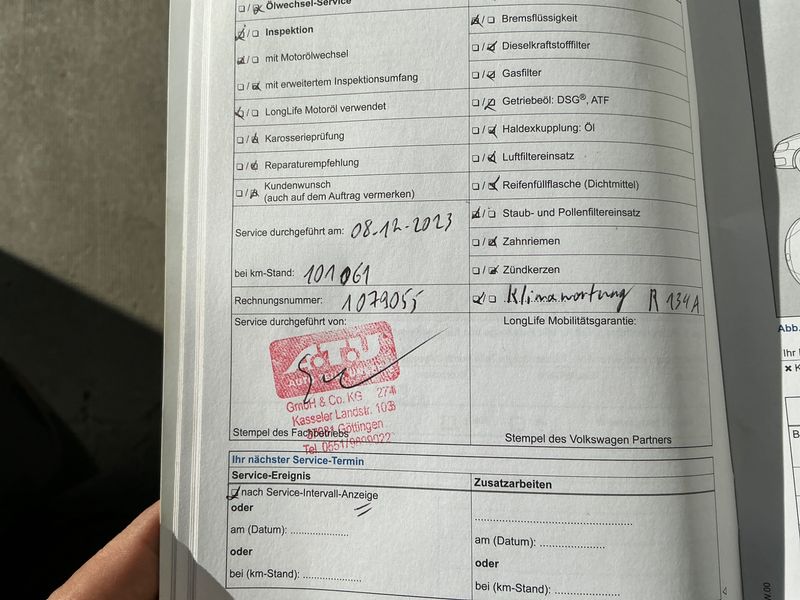 Ölwechsel-Service
Inspektion
mit Motorölwechsel
mit erweitertem Inspektionsumfang
LongLife Motoröl verwendet
Karosserieprüfung
Reparaturempfehlung
Kundenwunsch
(auch auf dem Auftrag vermerken)
Service durchgeführt am: 08.12.2023
bei km-Stand: 101061
Rechnungsnummer: 1079055
Service durchgeführt von:
A.T.U
GmbH & Co. KG 274
Kasseler Landstr. 103
Göttingen
Stempel des Fachbetriebs
Bremsflüssigkeit
Dieselkraftstofffilter
Gasfilter
Getriebeöl: DSG®, ATF
Haldexkupplung: Öl
Luftfiltereinsatz
Reifenfüllflasche (Dichtmittel)
Staub- und Pollenfiltereinsatz
Zahnriemen
Zündkerzen
Klimawartung R 134A
LongLife Mobilitätsgarantie:
Stempel des Volkswagen Partners
Ihr nächster Service-Termin
Service-Ereignis
nach Service-Intervall-Anzeige
oder
am (Datum): ....................
oder
bei (km-Stand): ....................
Zusatzarbeiten
am (Datum): ....................
oder
bei (km-Stand): ....................
Abb.